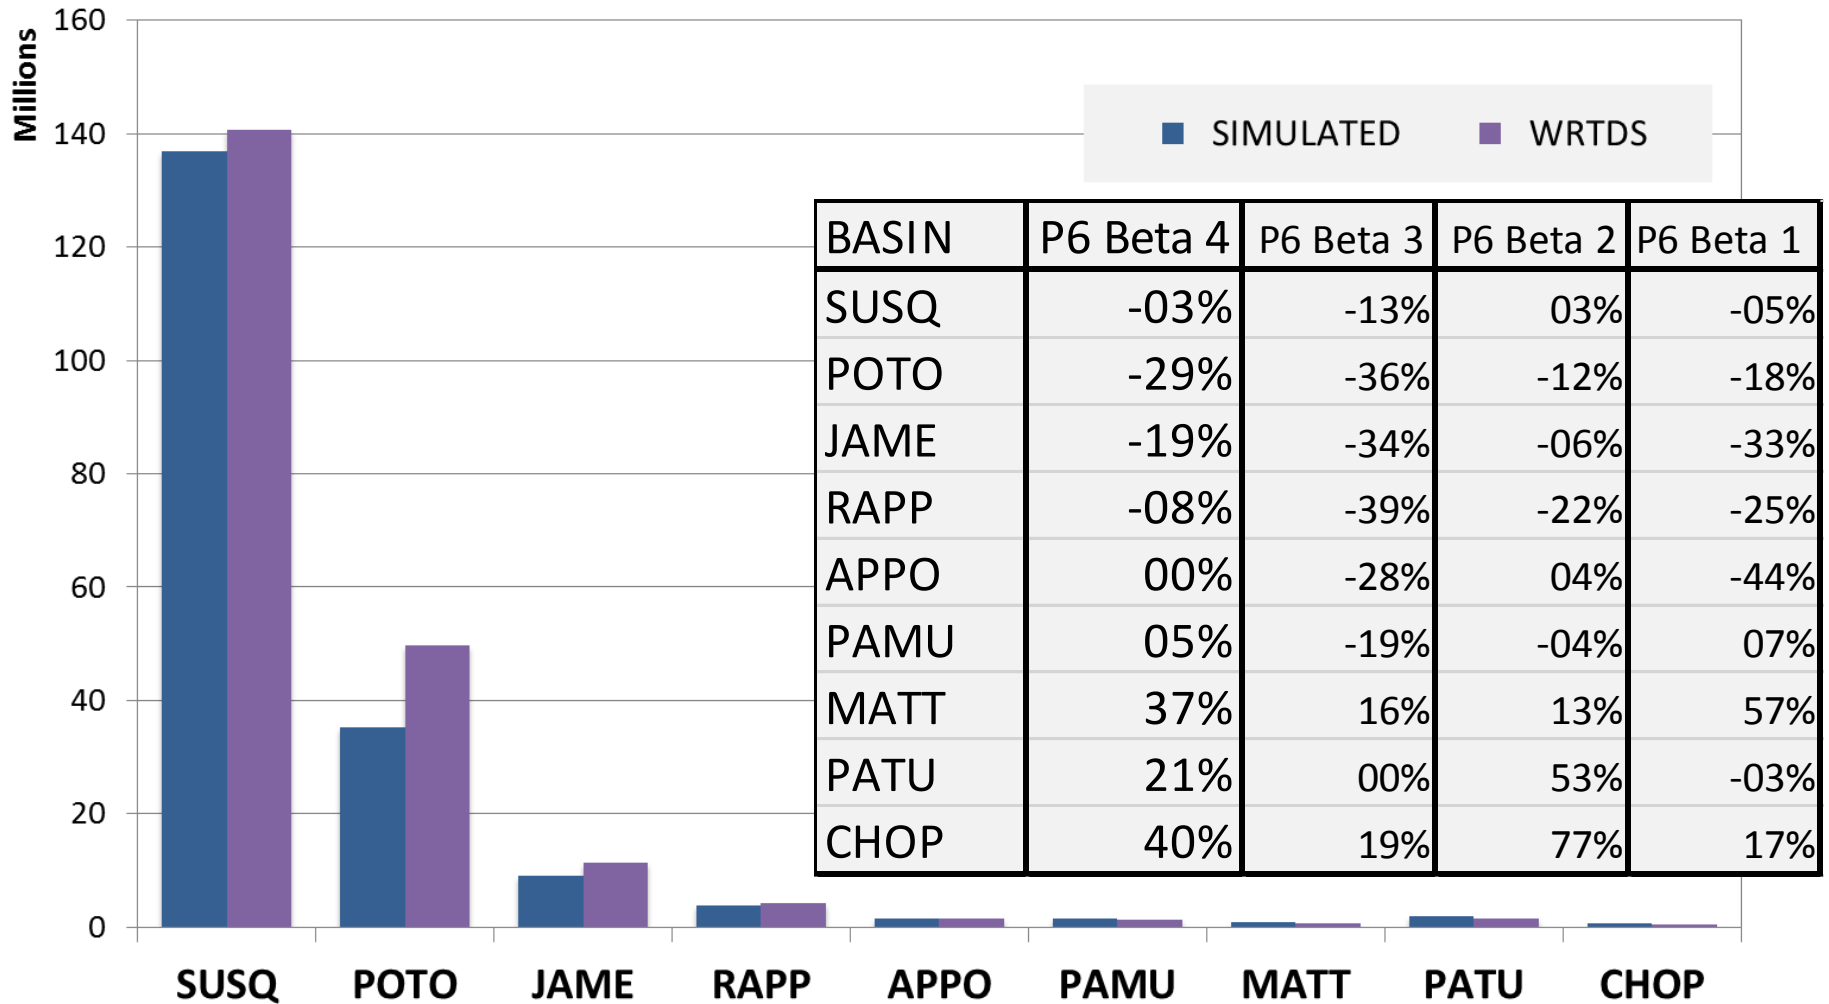 Millions
160
140
120
100
80
60
40
20
0
SIMULATED WRTDS
BASIN P6 Beta 4 P6 Beta 3 P6 Beta 2 P6 Beta 1
SUSQ -03% -13% 03% -05%
POTO -29% -36% -12% -18%
JAME -19% -34% -06% -33%
RAPP -08% -39% -22% -25%
APPO 00% -28% 04% -44%
PAMU 05% -19% -04% 07%
MATT 37% 16% 13% 57%
PATU 21% 00% 53% -03%
CHOP 40% 19% 77% 17%
SUSQ POTO JAME RAPP APPO PAMU MATT PATU CHOP